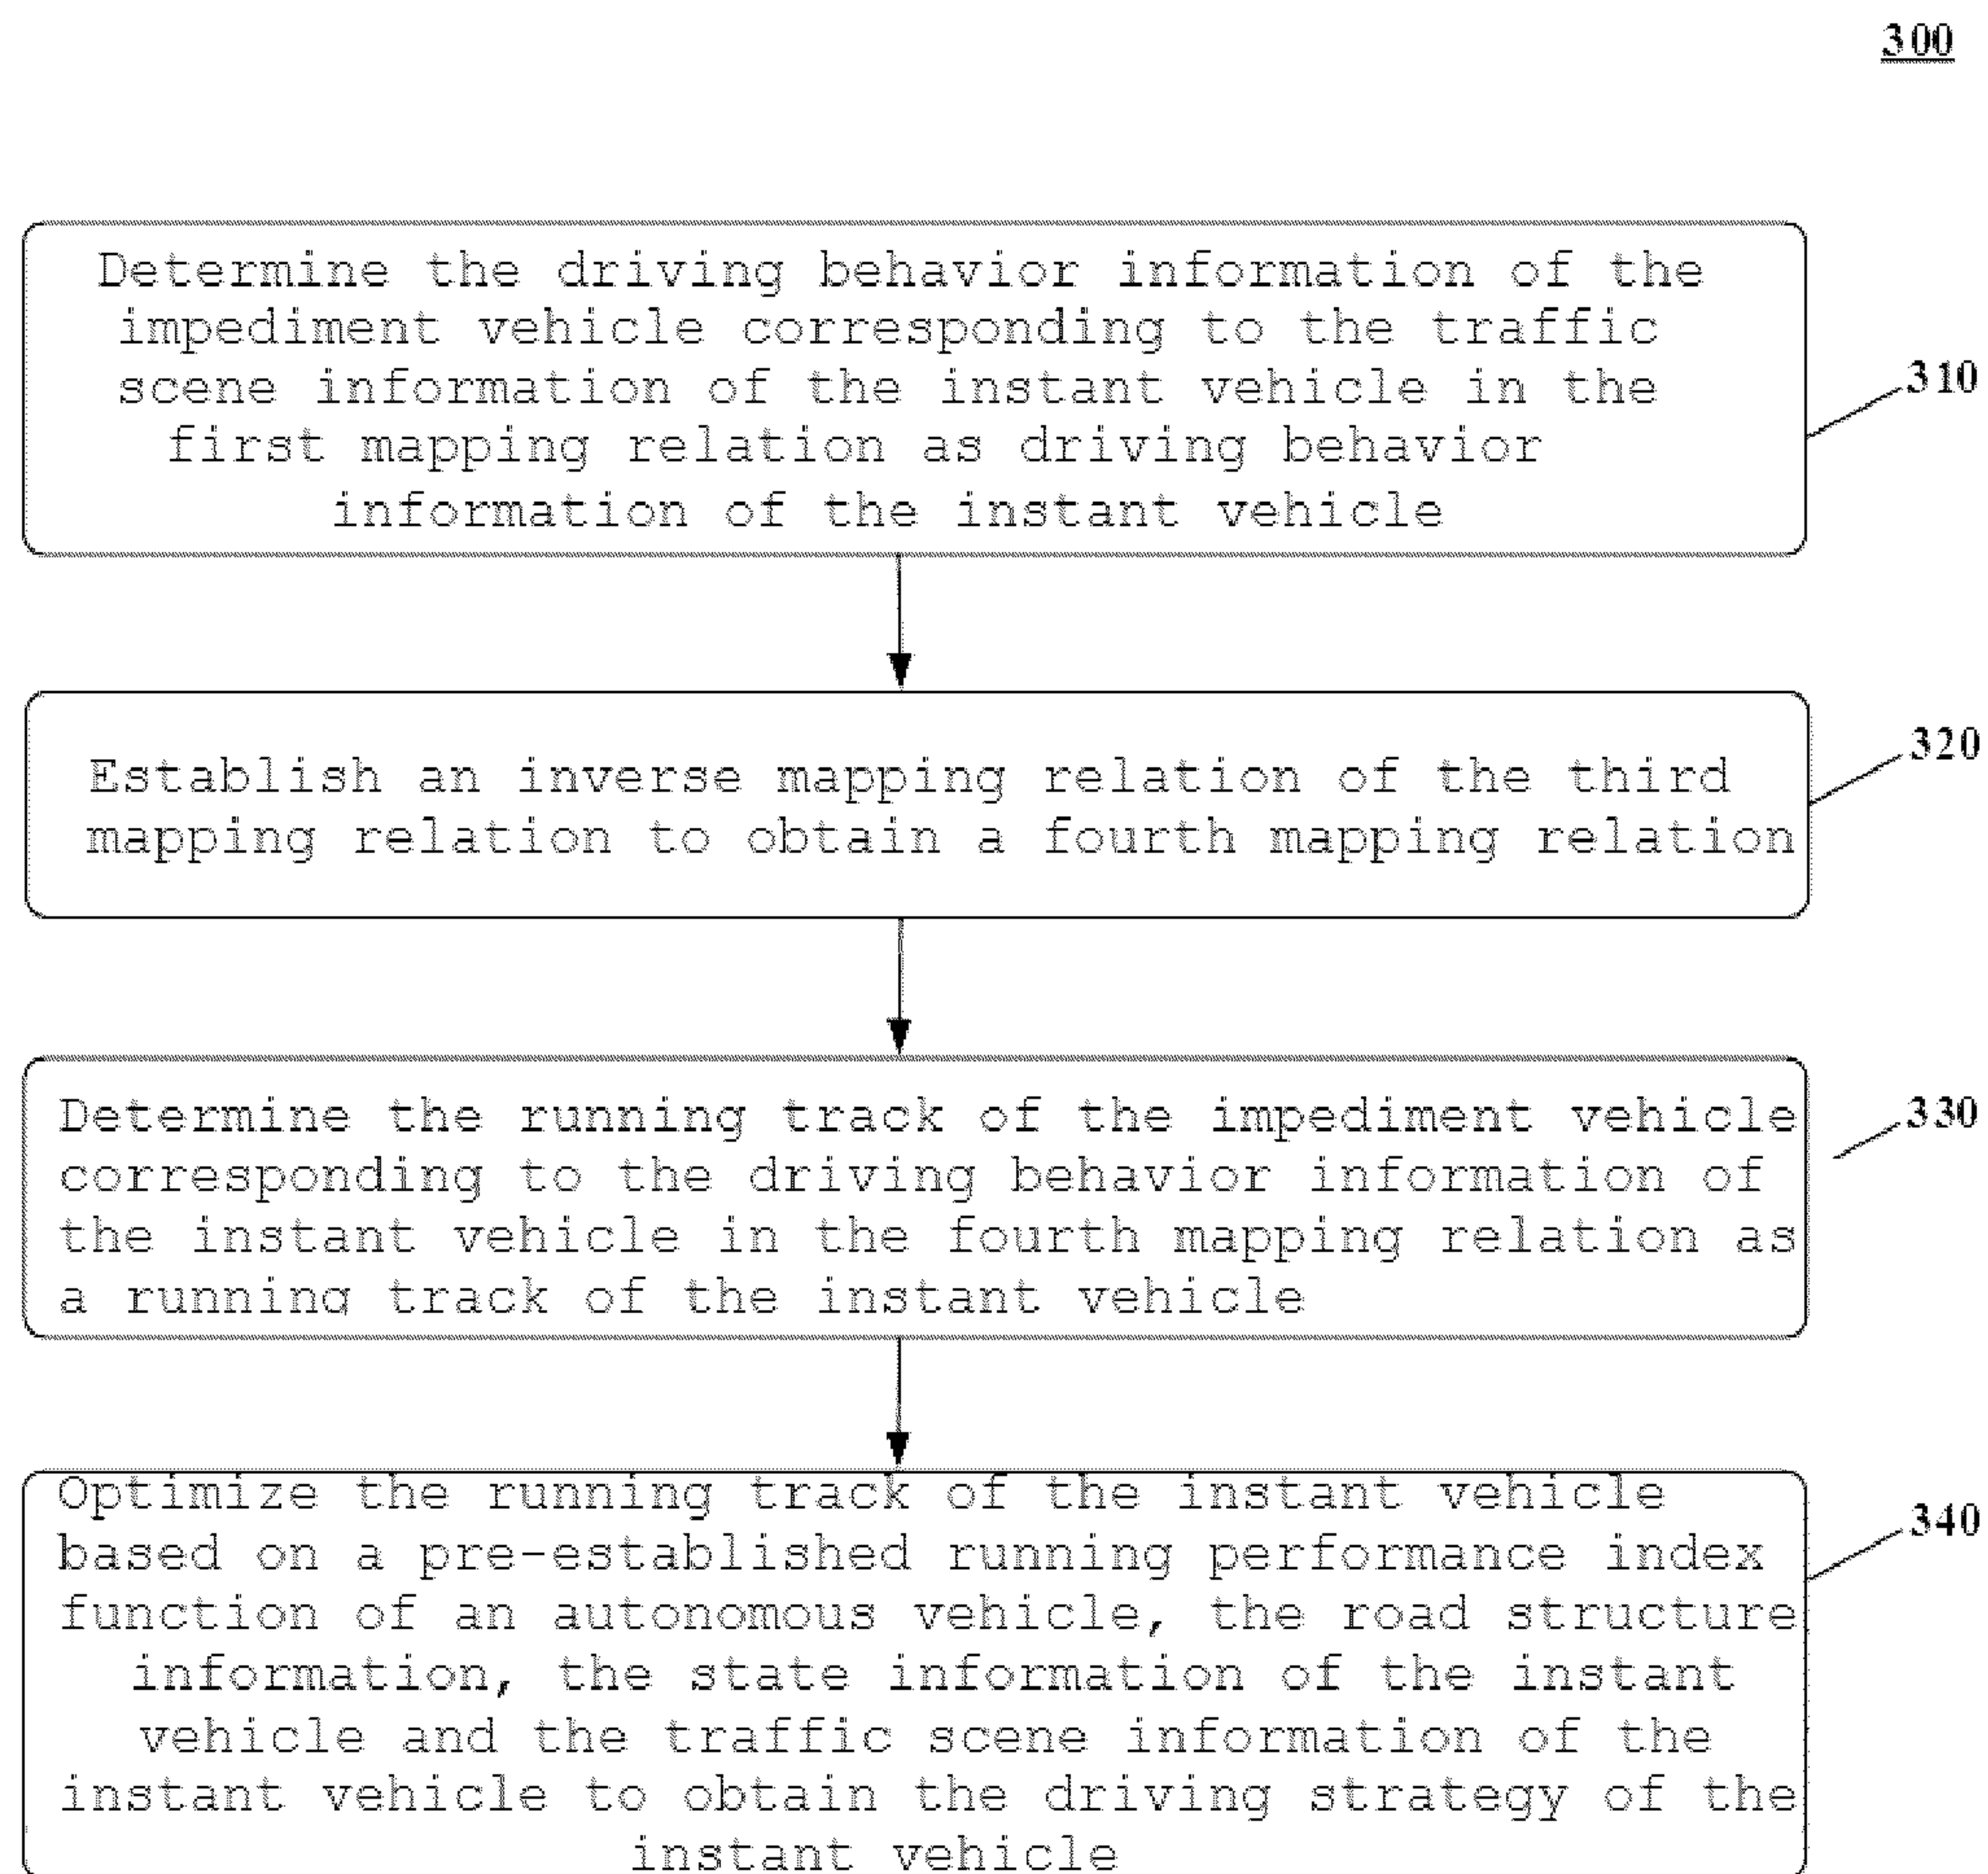 300
Determine the driving behavior information of the
impediment vehicle corresponding to the traffic
scene information of the instant vehicle in the
first mapping relation as driving behavior
information of the instant vehicle
310
Establish an inverse mapping relation of the third
mapping relation to obtain a fourth mapping relation
320
Determine the running track of the impediment vehicle
corresponding to the driving behavior information of
the instant vehicle in the fourth mapping relation as
a running track of the instant vehicle
330
Optimize the running track of the instant vehicle
based on a pre-established running performance index
function of an autonomous vehicle, the road structure
information, the state information of the instant
vehicle and the traffic scene information of the
instant vehicle to obtain the driving strategy of the
instant vehicle
340